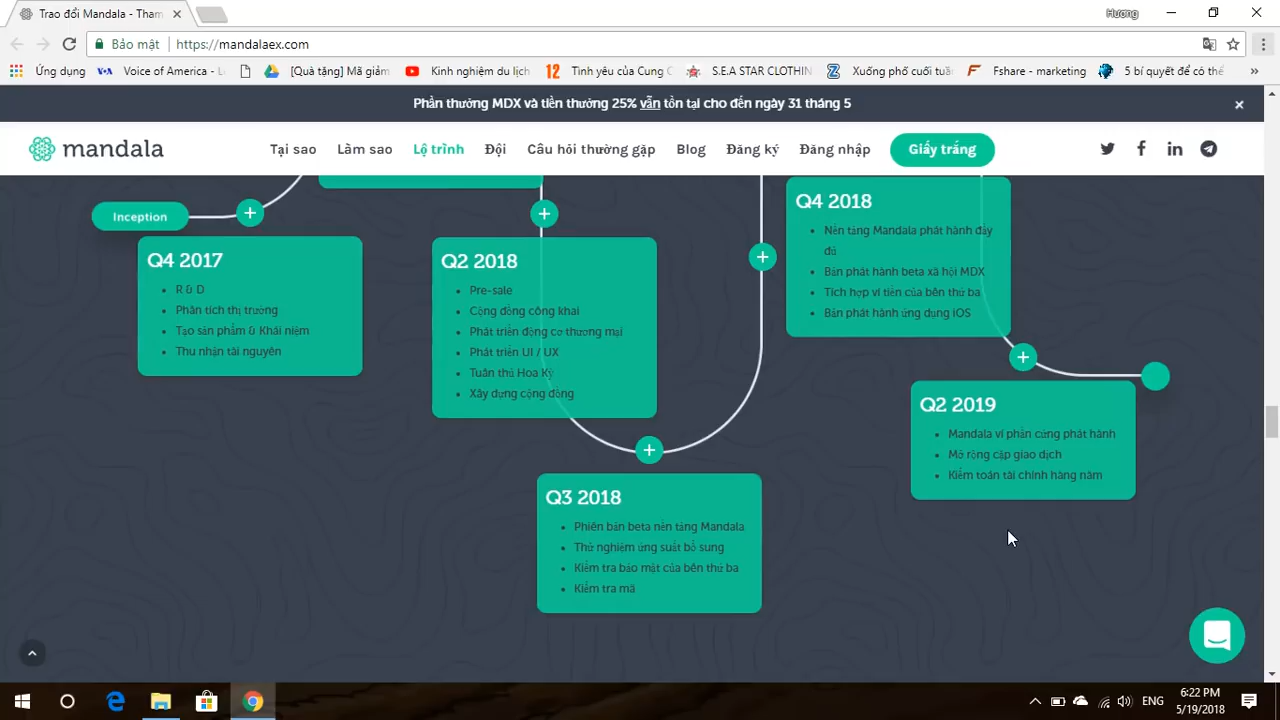 Trao đổi Mandala - Tham
Hương
Bảo mật
https://mandalaex.com
Ứng dụng
Voice of America - L
[Quà tặng] Mã giảm
Kinh nghiệm du lịch
Tình yêu của Cung C
S.E.A STAR CLOTHIN
Xuống phố cuối tuần
Fshare - marketing
5 bí quyết để có thể
Phần thưởng MDX và tiền thưởng 25% vẫn tồn tại cho đến ngày 31 tháng 5
mandala
Tại sao
Làm sao
Lộ trình
Đội
Câu hỏi thường gặp
Blog
Đăng ký
Đăng nhập
Giấy trắng
Inception
Q4 2017
R & D
Phân tích thị trường
Tạo sản phẩm & Khái niệm
Thu nhận tài nguyên
Q2 2018
Pre-sale
Cộng đồng công khai
Phát triển động cơ thương mại
Phát triển UI / UX
Tuân thủ Hoa Kỳ
Xây dựng cộng đồng
Q3 2018
Phiên bản beta nền tảng Mandala
Thử nghiệm ứng suất bổ sung
Kiểm tra bảo mật của bên thứ ba
Kiểm tra mã
Q4 2018
Nền tảng Mandala phát hành đầy
đủ
Bản phát hành beta xã hội MDX
Tích hợp ví tiền của bên thứ ba
Bản phát hành ứng dụng iOS
Q2 2019
Mandala ví phần cứng phát hành
Mở rộng cặp giao dịch
Kiểm toán tài chính hàng năm
ENG
6:22 PM
5/19/2018